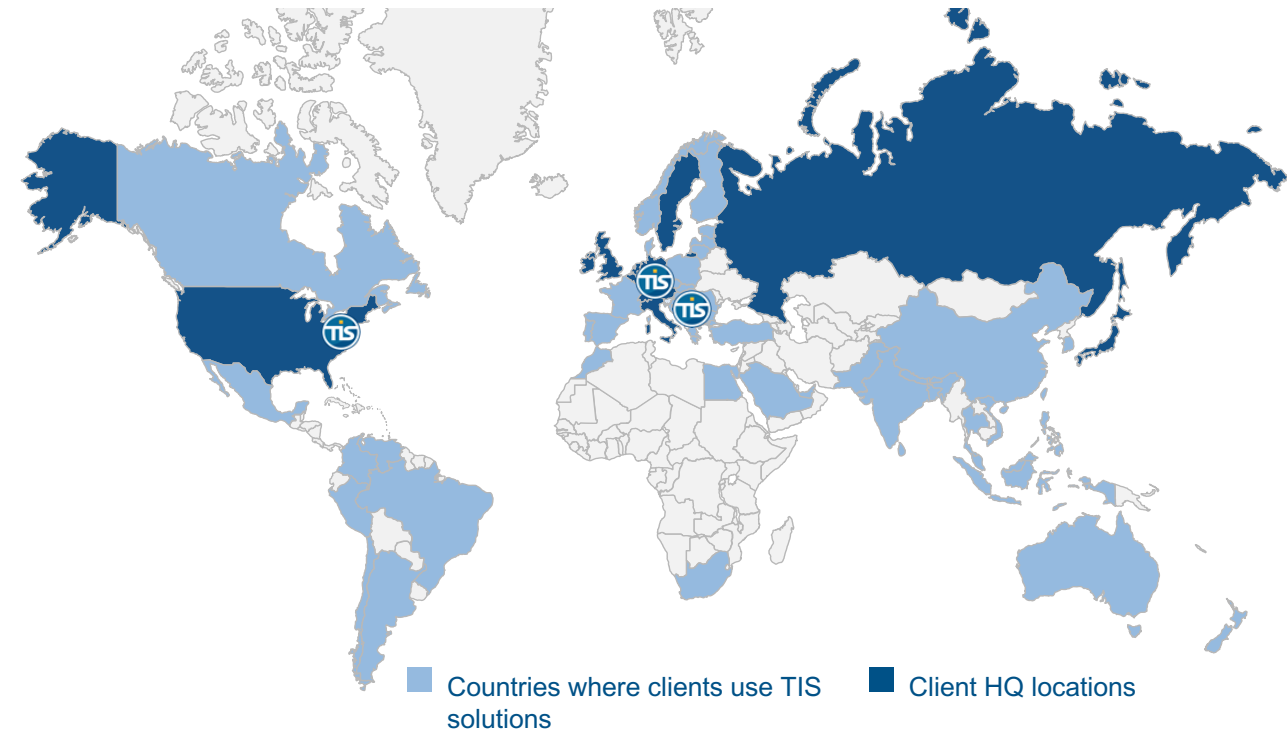 TIS
TIS
TIS
Countries where clients use TIS
solutions
Client HQ locations